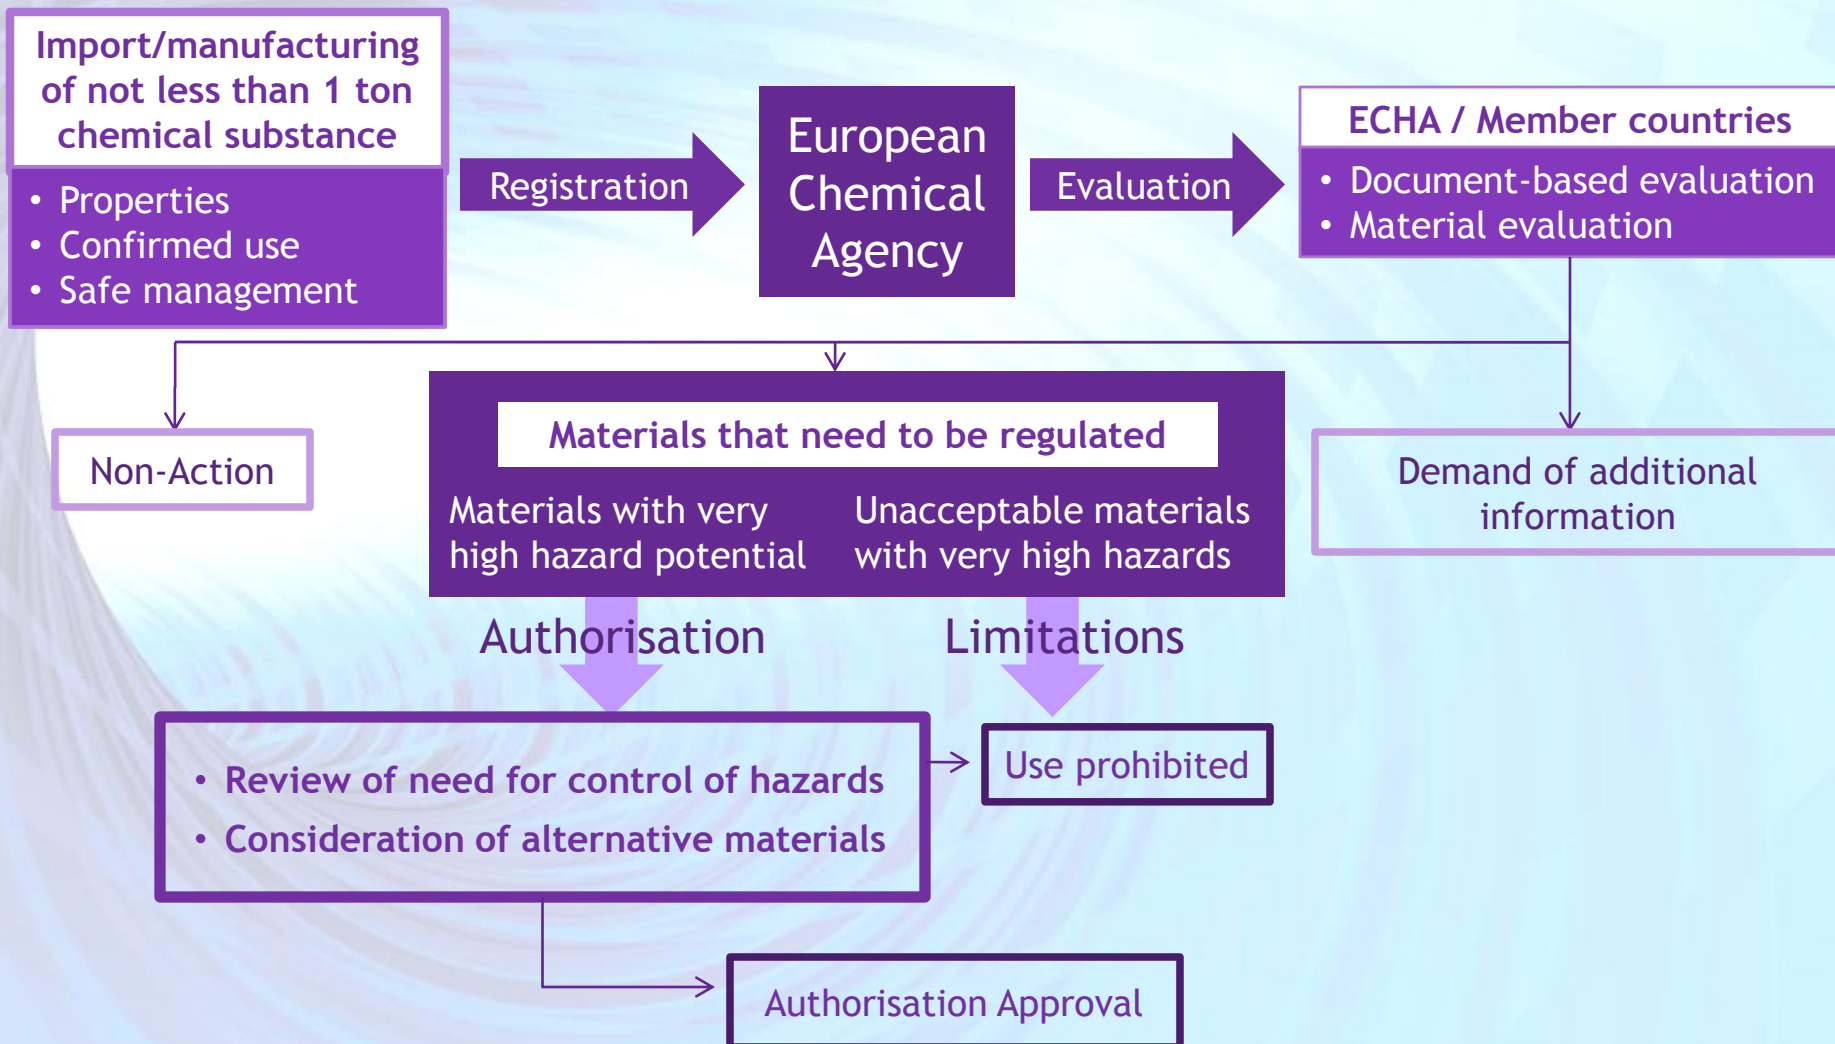 Import/manufacturing
of not less than 1 ton
chemical substance
• Properties
• Confirmed use
• Safe management
Registration
European
Chemical
Agency
Evaluation
ECHA / Member countries
• Document-based evaluation
• Material evaluation
Non-Action
Materials that need to be regulated
Materials with very
high hazard potential
Unacceptable materials
with very high hazards
Demand of additional
information
Authorisation
Limitations
• Review of need for control of hazards
• Consideration of alternative materials
Use prohibited
Authorisation Approval